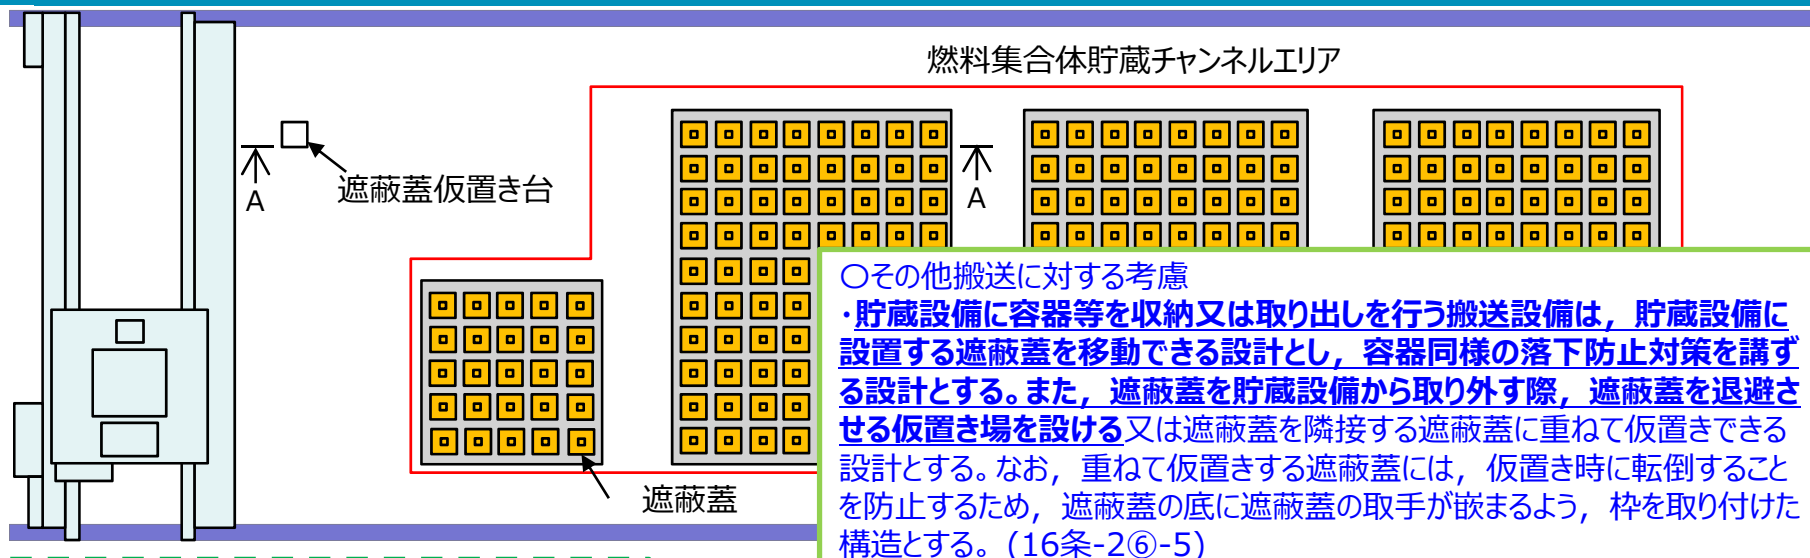 燃料集合体貯蔵チャンネルエリア
A
遮蔽蓋仮置き台
A
遮蔽蓋
○その他搬送に対する考慮
・貯蔵設備に容器等を収納又は取り出しを行う搬送設備は，貯蔵設備に
設置する遮蔽蓋を移動できる設計とし，容器同様の落下防止対策を講ず
る設計とする。また，遮蔽蓋を貯蔵設備から取り外す際，遮蔽蓋を退避さ
せる仮置き場を設ける又は遮蔽蓋を隣接する遮蔽蓋に重ねて仮置きできる
設計とする。なお，重ねて仮置きする遮蔽蓋には，仮置き時に転倒すること
を防止するため，遮蔽蓋の底に遮蔽蓋の取手が嵌まるよう，枠を取り付けた
構造とする。(16条-2⑥-5)